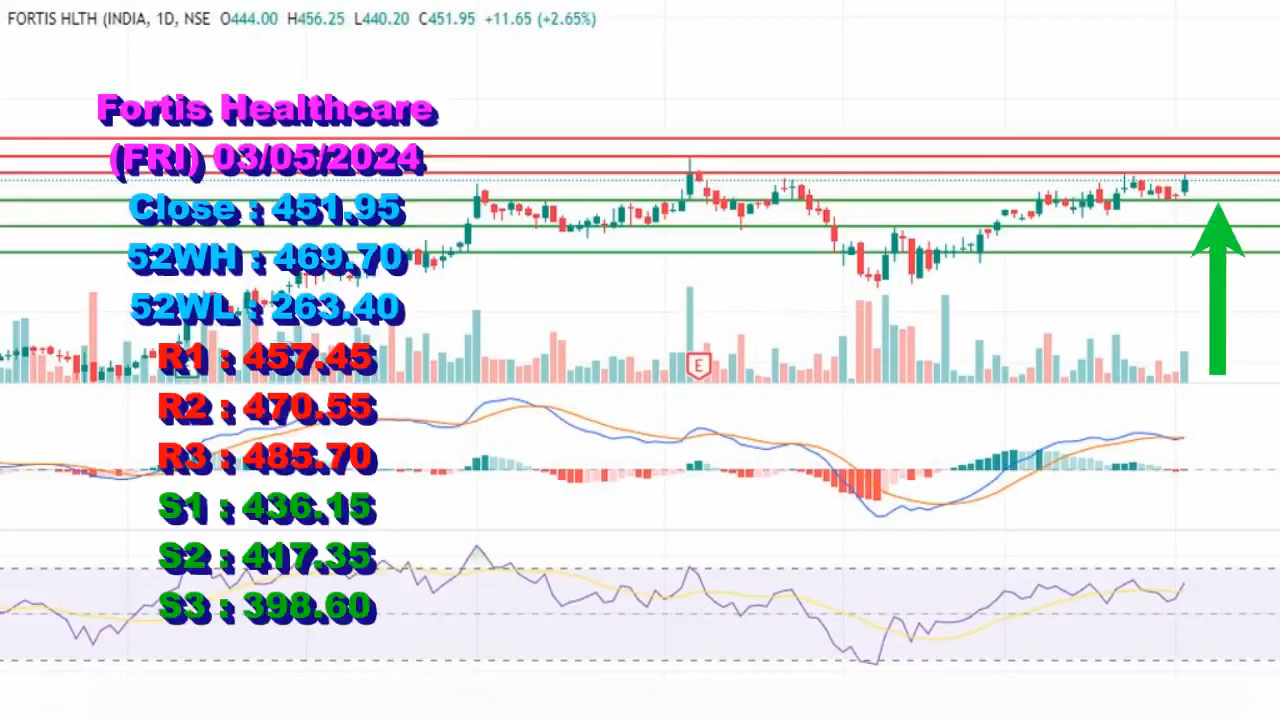 FORTIS HLTH (INDIA, 1D, NSE O444.00 H456.25 L440.20 C451.95 +11.65 (+2.65%)
Fortis Healthcare
(FRI) 03/05/2024
Close : 451.95
52WH : 469.70
52WL : 263.40
R1 : 457.45
R2 : 470.55
R3 : 485.70
S1 : 436.15
S2 : 417.35
S3 : 398.60
E